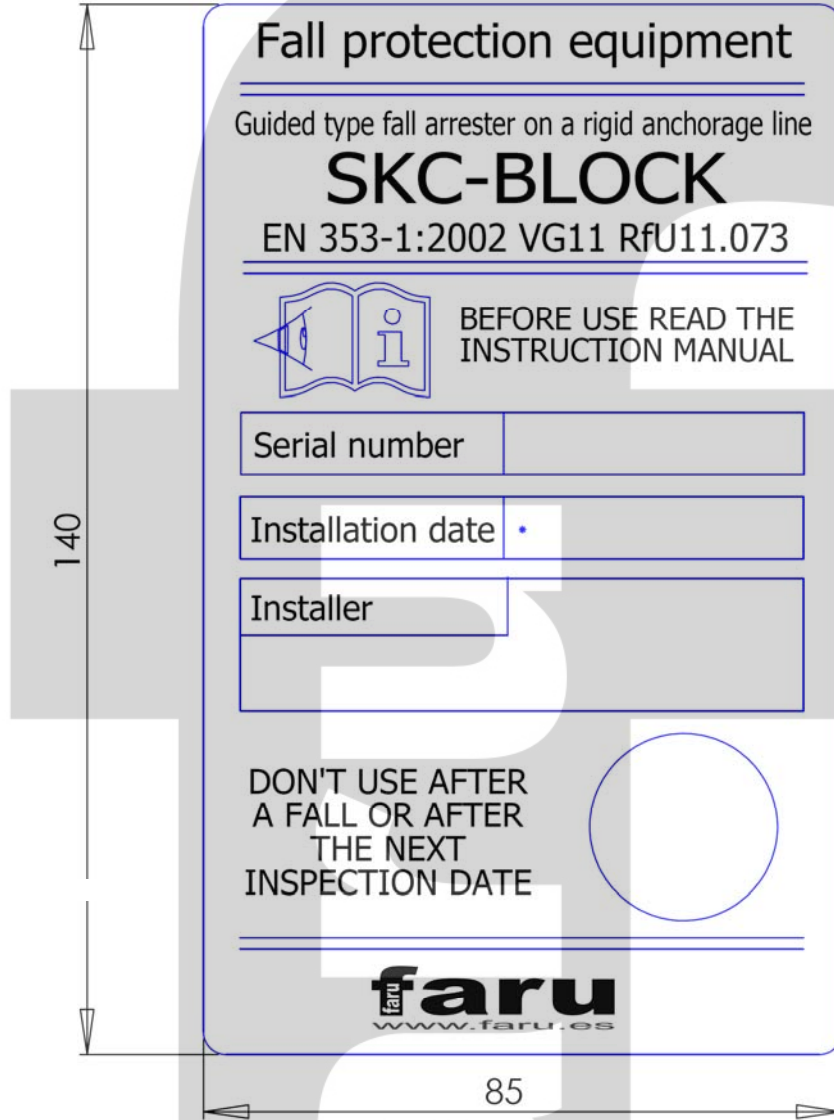 Fall protection equipment
Guided type fall arrester on a rigid anchorage line
SKC-BLOCK
EN 353-1:2002 VG11 RfU11.073
i
BEFORE USE READ THE
INSTRUCTION MANUAL
Serial number
Installation date
Installer
140
DON'T USE AFTER
A FALL OR AFTER
THE NEXT
INSPECTION DATE
faru
faru
www.faru.es
85